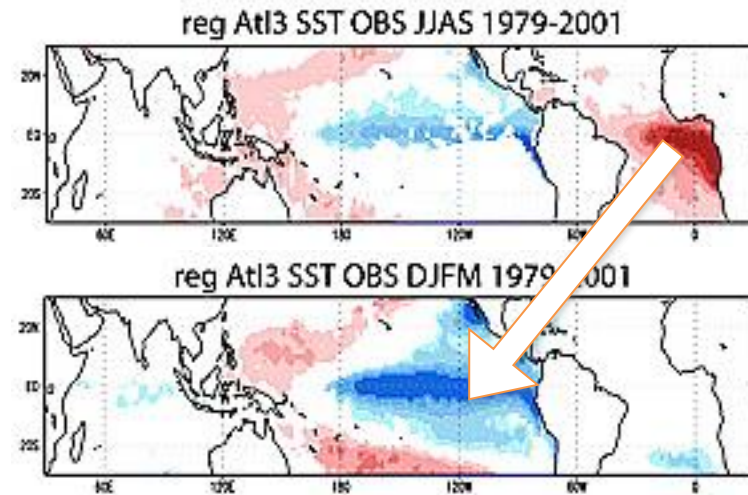 reg Atl3 SST OBS JJAS 1979-2001
20N
EQ
20S
60E 120E 180 120W 60W 0
reg Atl3 SST OBS DJFM 1979-2001
20N
EQ
20S
60E 120E 180 120W 60W 0